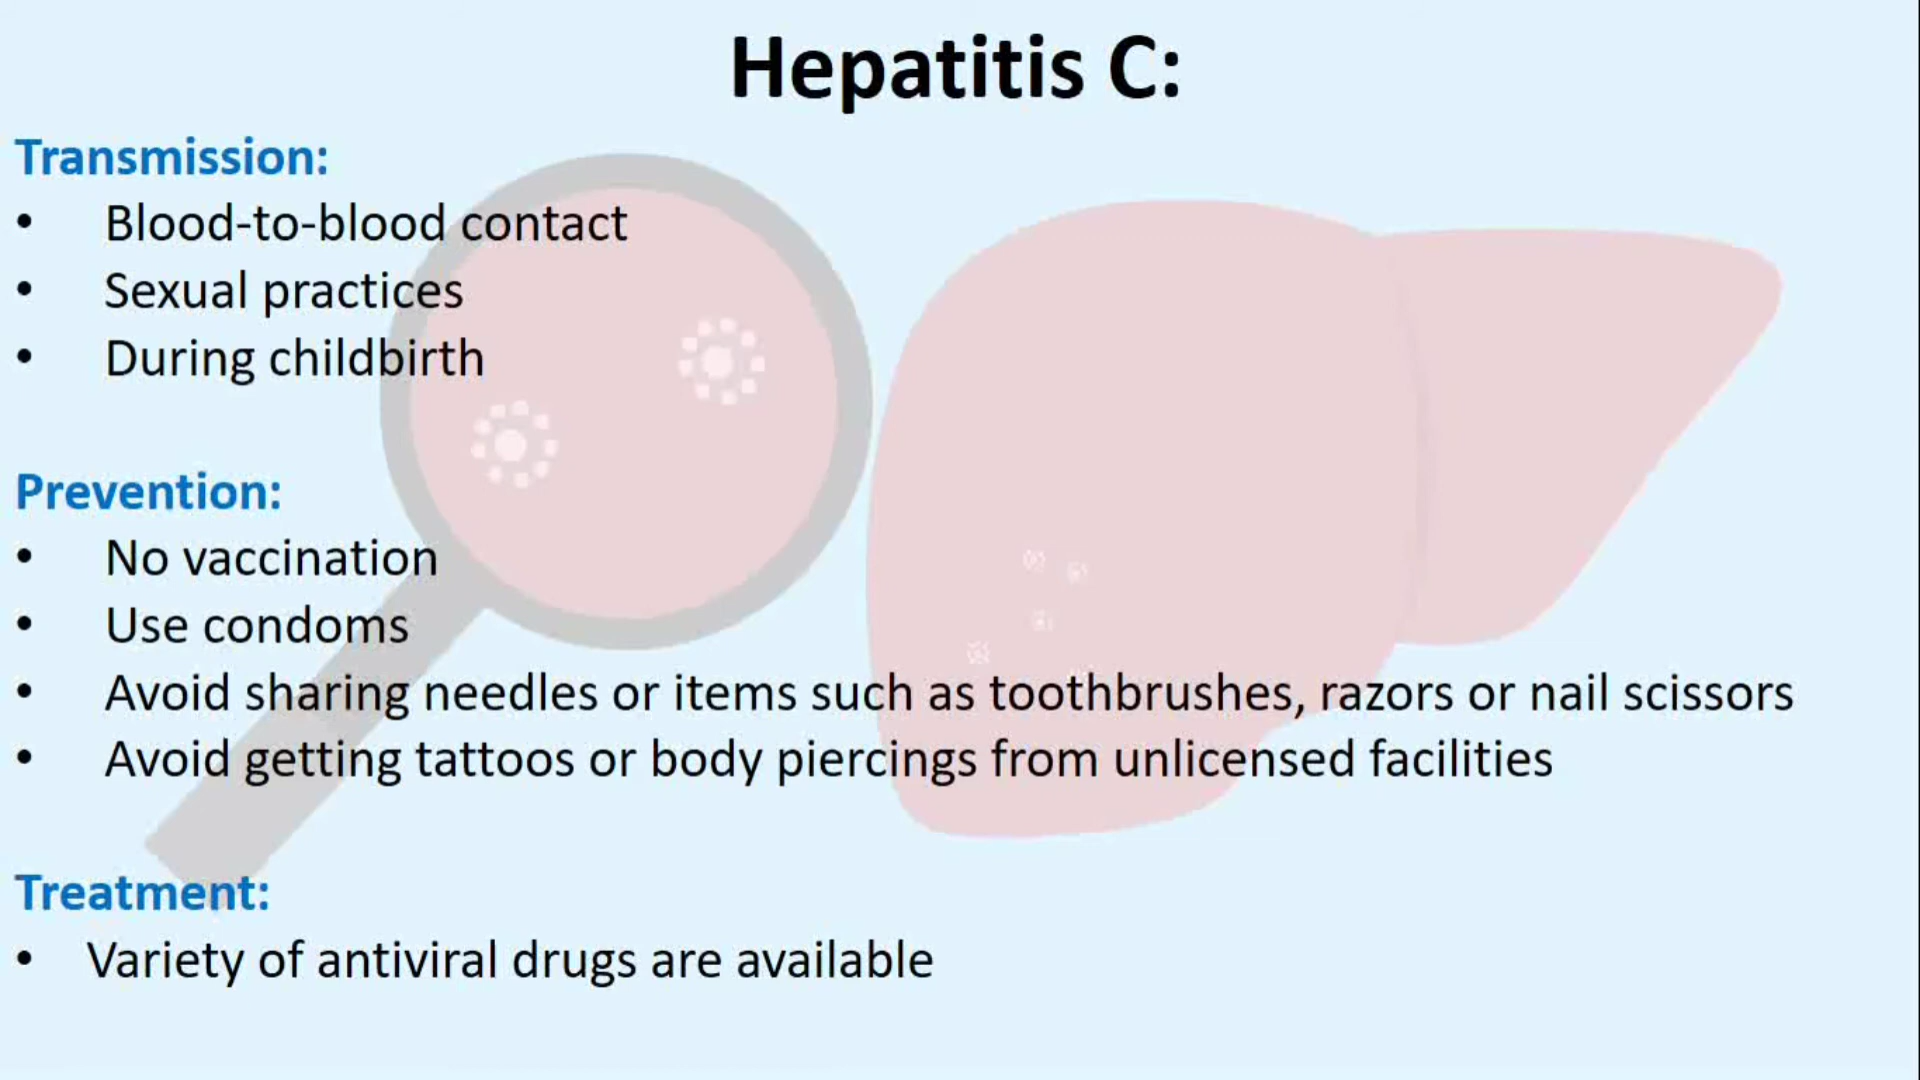 Hepatitis C:
Transmission:
• Blood-to-blood contact
• Sexual practices
• During childbirth
Prevention:
• No vaccination
• Use condoms
• Avoid sharing needles or items such as toothbrushes, razors or nail scissors
• Avoid getting tattoos or body piercings from unlicensed facilities
Treatment:
• Variety of antiviral drugs are available